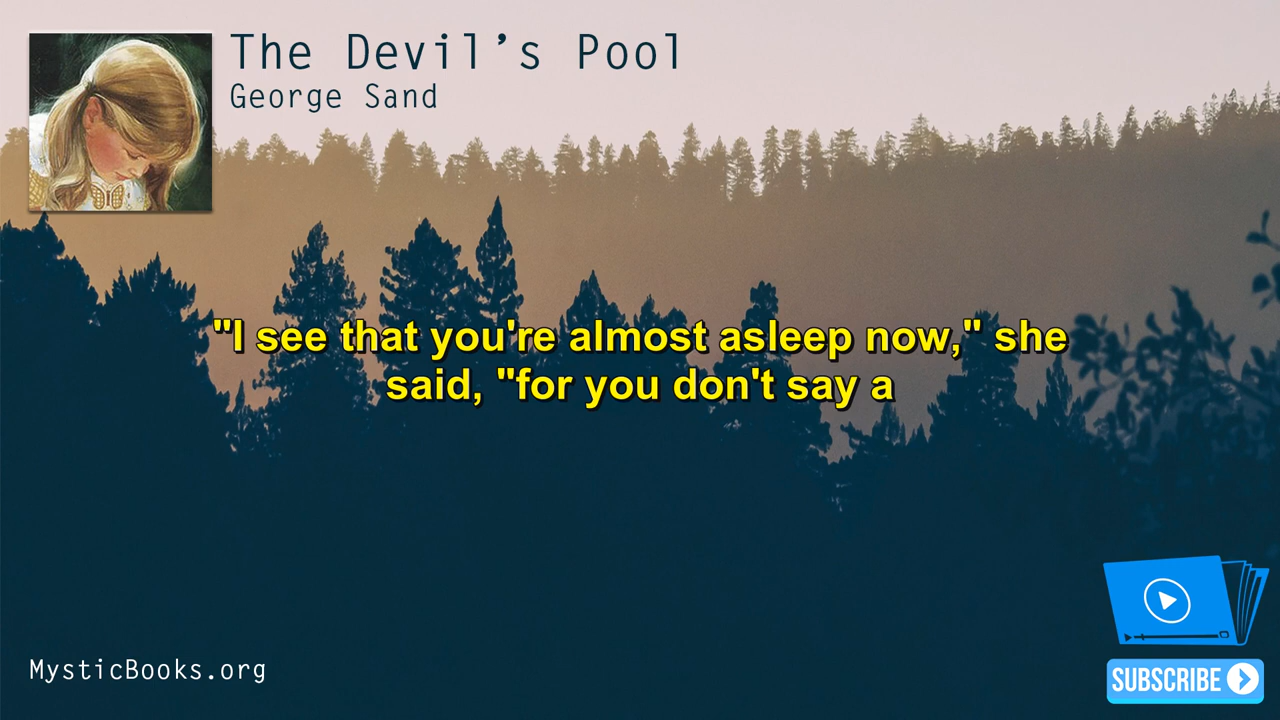 The Devil’s Pool
George Sand
"I see that you're almost asleep now," she
said, "for you don't say a
MysticBooks.org
SUBSCRIBE